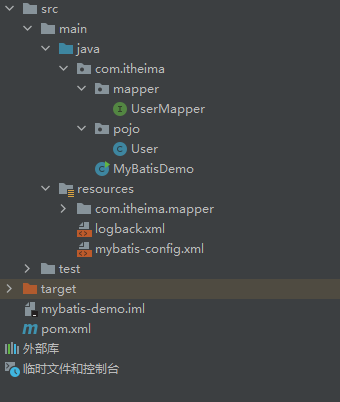 src
main
java
com.itheima
mapper
UserMapper
pojo
User
MyBatisDemo
resources
com.itheima.mapper
logback.xml
mybatis-config.xml
test
target
mybatis-demo.iml
pom.xml
外部库
临时文件和控制台